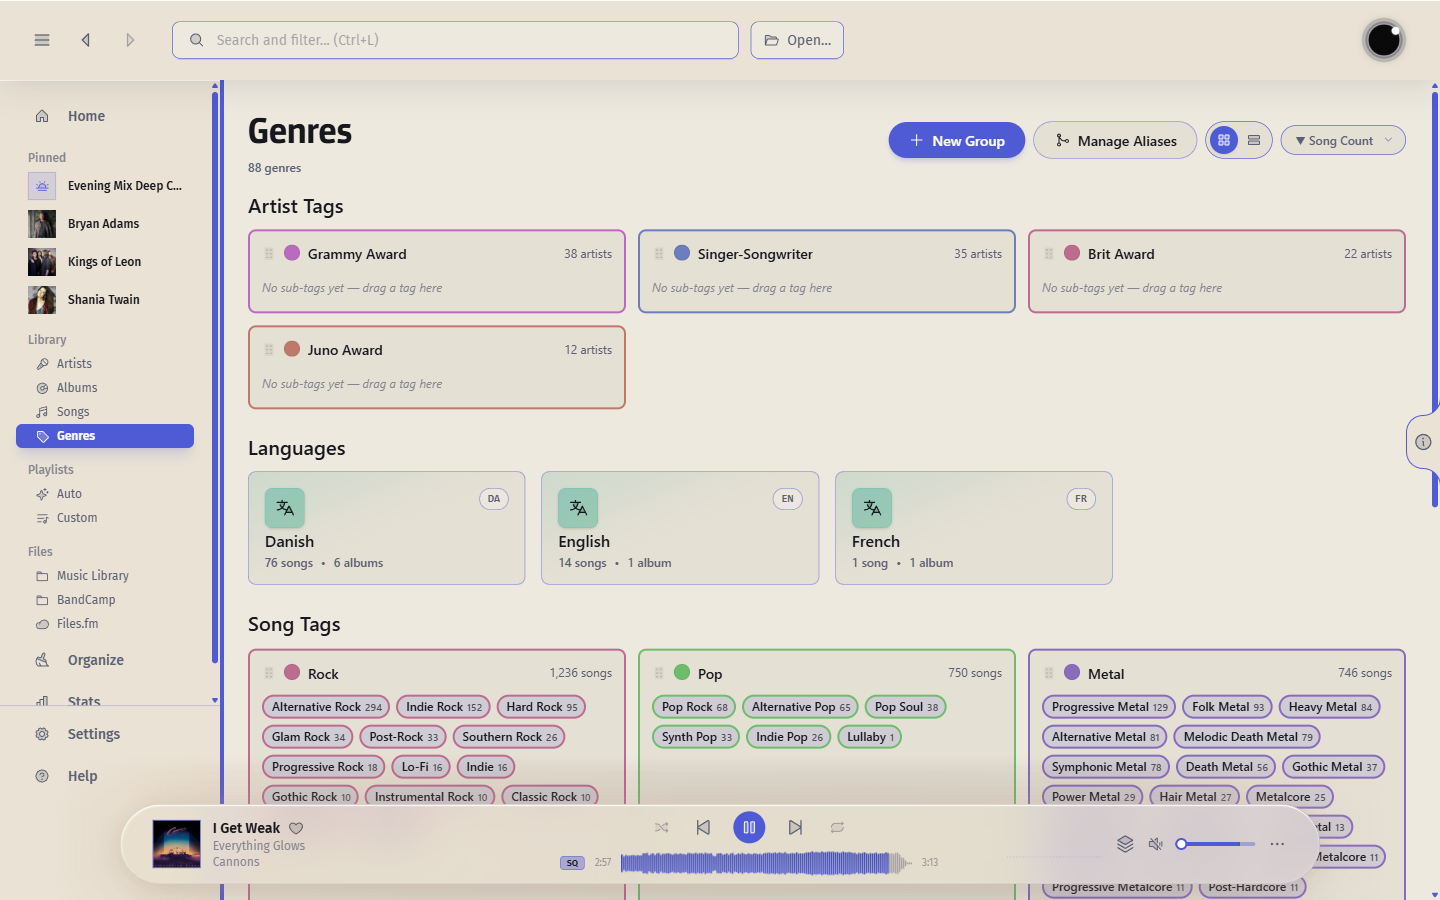 Search and filter... (Ctrl+L)
Open...
Home
Pinned
Evening Mix Deep C...
Bryan Adams
Kings of Leon
Shania Twain
Library
Artists
Albums
Songs
Genres
Playlists
Auto
Custom
Files
Music Library
BandCamp
Files.fm
Organize
Stats
Settings
Help
Genres
88 genres
New Group
Manage Aliases
▼ Song Count
Artist Tags
Grammy Award 38 artists
No sub-tags yet — drag a tag here
Singer-Songwriter 35 artists
No sub-tags yet — drag a tag here
Brit Award 22 artists
No sub-tags yet — drag a tag here
Juno Award 12 artists
No sub-tags yet — drag a tag here
Languages
DA
Danish
76 songs • 6 albums
EN
English
14 songs • 1 album
FR
French
1 song • 1 album
Song Tags
Rock 1,236 songs
Alternative Rock 294 Indie Rock 152 Hard Rock 95
Glam Rock 34 Post-Rock 33 Southern Rock 26
Progressive Rock 18 Lo-Fi 16 Indie 16
Gothic Rock 10 Instrumental Rock 10 Classic Rock 10
Pop 750 songs
Pop Rock 68 Alternative Pop 65 Pop Soul 38
Synth Pop 33 Indie Pop 26 Lullaby 1
Metal 746 songs
Progressive Metal 129 Folk Metal 93 Heavy Metal 84
Alternative Metal 81 Melodic Death Metal 79
Symphonic Metal 78 Death Metal 56 Gothic Metal 37
Power Metal 29 Hair Metal 27 Metalcore 25
13
Metalcore 11
Progressive Metalcore 11 Post-Hardcore 11
I Get Weak
Everything Glows
Cannons
SQ 2:57 3:13